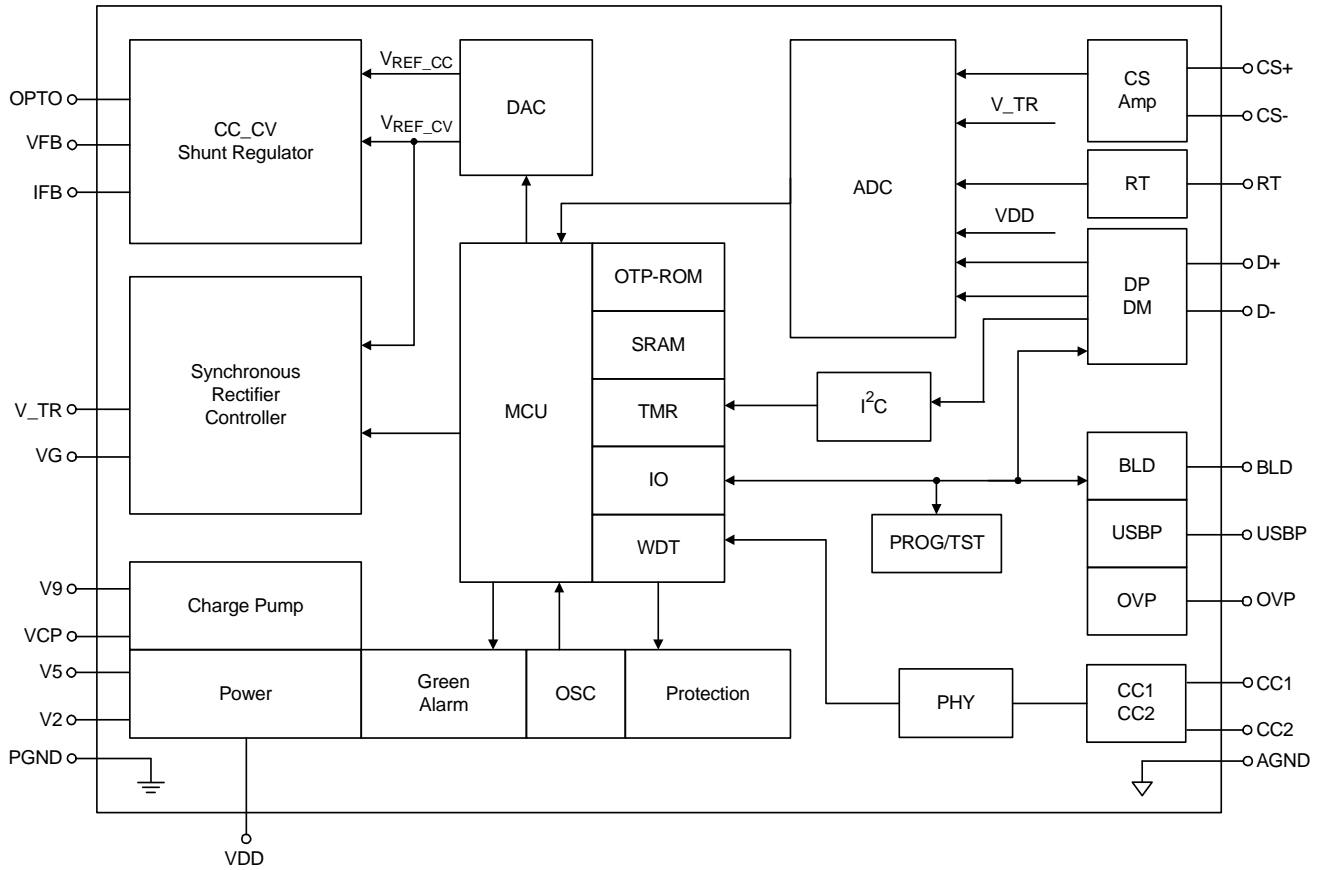 OPTO
VFB
IFB
CC_CV
Shunt Regulator
VREF_CC
VREF_CV
DAC
ADC
V_TR
VDD
CS
Amp
CS+
CS-
RT
RT
DP
DM
D+
D-
V_TR
VG
Synchronous
Rectifier
Controller
MCU
OTP-ROM
SRAM
TMR
IO
WDT
I2C
PROG/TST
BLD
BLD
USBP
USBP
OVP
OVP
V9
VCP
V5
V2
PGND
Charge Pump
Power
Green
Alarm
OSC
Protection
PHY
CC1
CC2
CC1
CC2
AGND
VDD